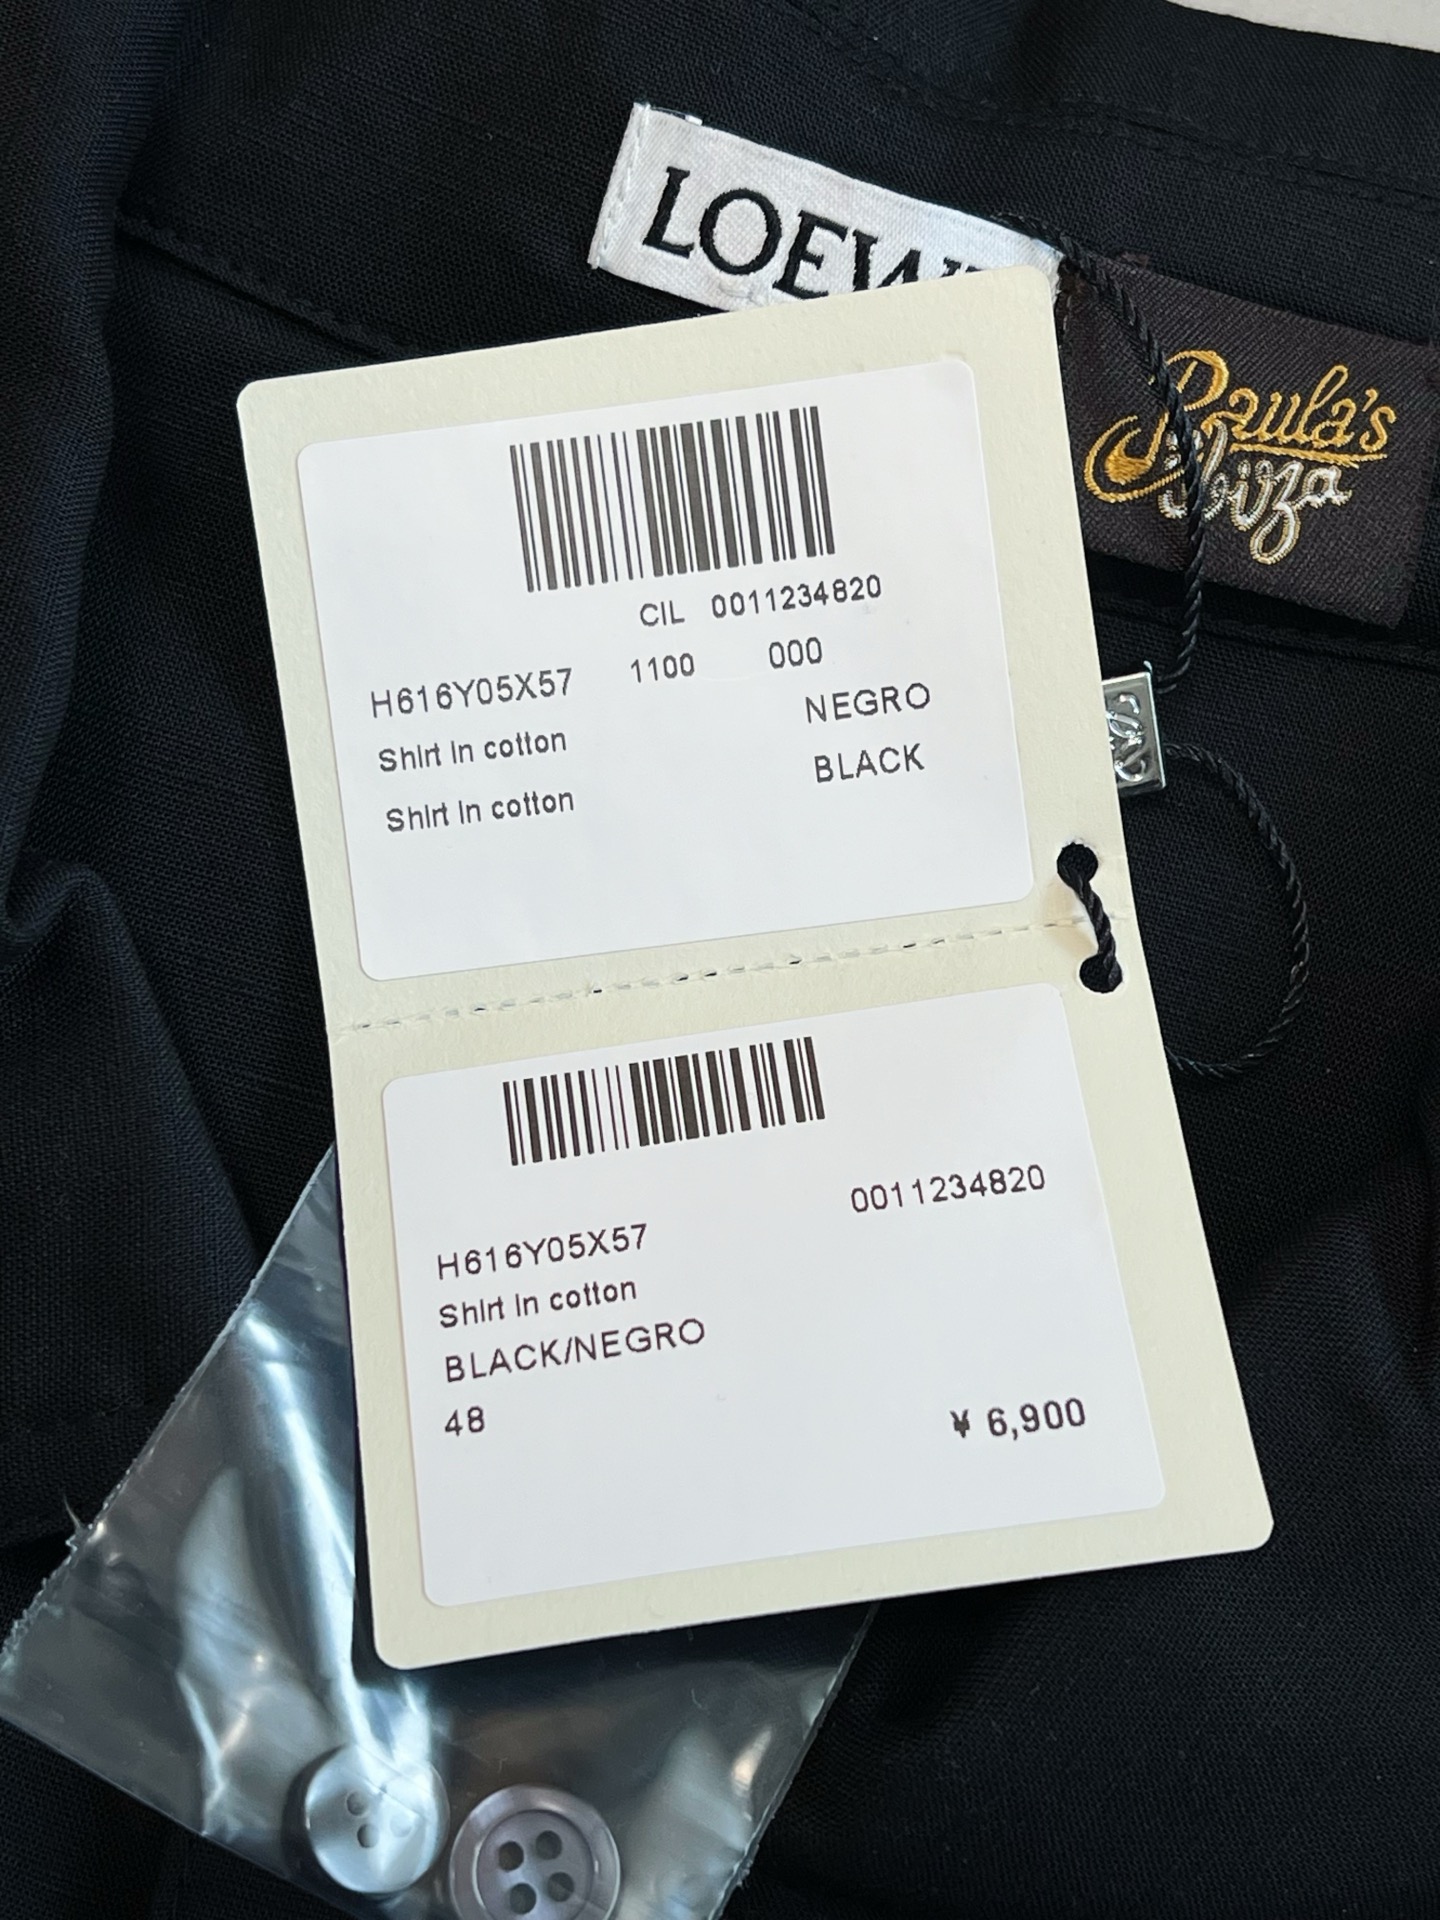 LOEWE
Paula's
Ibiza
CIL 0011234820
H616Y05X57 1100 000
Shirt in cotton NEGRO
Shirt in cotton BLACK
0011234820
H616Y05X57
Shirt in cotton
BLACK/NEGRO
48 ¥ 6,900